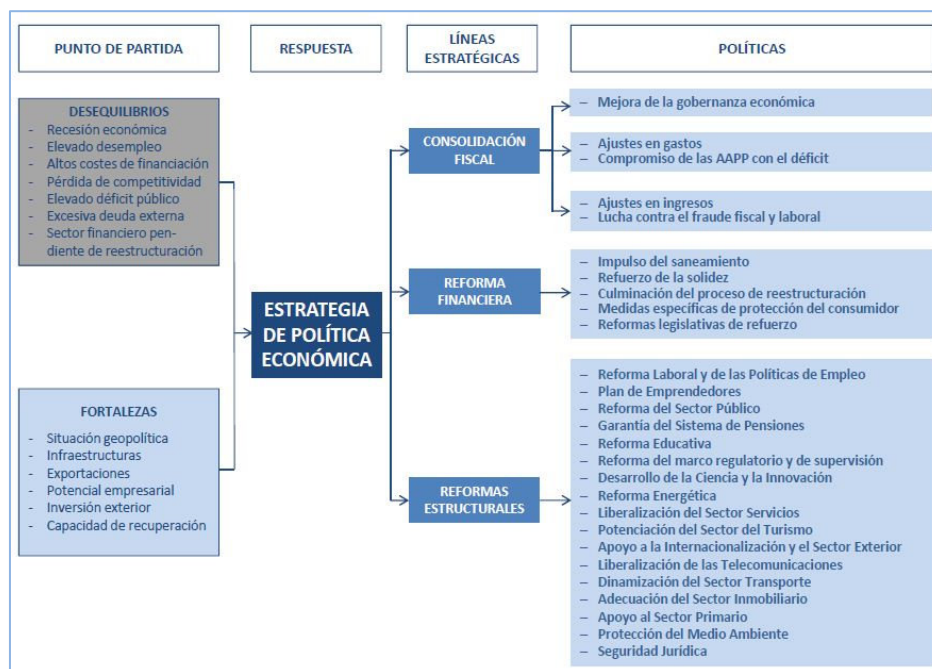 PUNTO DE PARTIDA
RESPUESTA
LÍNEAS
ESTRATÉGICAS
POLÍTICAS
DESEQUILIBRIOS
- Recesión económica
- Elevado desempleo
- Altos costes de financiación
- Pérdida de competitividad
- Elevado déficit público
- Excesiva deuda externa
- Sector financiero pen-
diente de reestructuración
FORTALEZAS
- Situación geopolítica
- Infraestructuras
- Exportaciones
- Potencial empresarial
- Inversión exterior
- Capacidad de recuperación
ESTRATEGIA
DE POLÍTICA
ECONÓMICA
CONSOLIDACIÓN
FISCAL
– Mejora de la gobernanza económica
– Ajustes en gastos
– Compromiso de las AAPP con el déficit
– Ajustes en ingresos
– Lucha contra el fraude fiscal y laboral
REFORMA
FINANCIERA
– Impulso del saneamiento
– Refuerzo de la solidez
– Culminación del proceso de reestructuración
– Medidas específicas de protección del consumidor
– Reformas legislativas de refuerzo
REFORMAS
ESTRUCTURALES
– Reforma Laboral y de las Políticas de Empleo
– Plan de Emprendedores
– Reforma del Sector Público
– Garantía del Sistema de Pensiones
– Reforma Educativa
– Reforma del marco regulatorio y de supervisión
– Desarrollo de la Ciencia y la Innovación
– Reforma Energética
– Liberalización del Sector Servicios
– Potenciación del Sector del Turismo
– Apoyo a la Internacionalización y el Sector Exterior
– Liberalización de las Telecomunicaciones
– Dinamización del Sector Transporte
– Adecuación del Sector Inmobiliario
– Apoyo al Sector Primario
– Protección del Medio Ambiente
– Seguridad Jurídica